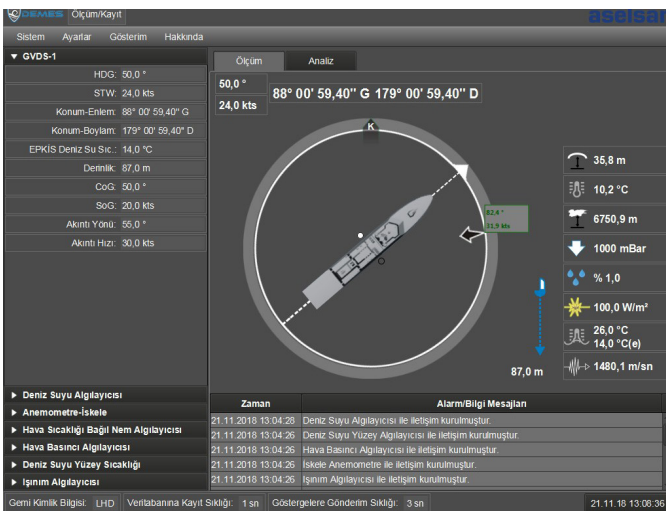 DEMES Ölçüm/Kayıt
aselsan
Sistem Ayarlar Gösterim Hakkında
GVDS-1
HDG: 50,0 °
STW: 24,0 kts
Konum-Enlem: 88° 00' 59,40" G
Konum-Boylam: 179° 00' 59,40" D
EPKİS Deniz Su Sıc.: 14,0 °C
Derinlik: 87,0 m
CoG: 50,0 °
SoG: 20,0 kts
Akıntı Yönü: 55,0 °
Akıntı Hızı: 30,0 kts
Deniz Suyu Algılayıcısı
Anemometre-İskele
Hava Sıcaklığı Bağıl Nem Algılayıcısı
Hava Basıncı Algılayıcısı
Deniz Suyu Yüzey Sıcaklığı
Işınım Algılayıcısı
Ölçüm Analiz
50,0 °
24,0 kts
88° 00' 59,40'' G 179° 00' 59,40'' D
K
82,4 °
31,9 kts
87,0 m
35,8 m
10,2 °C
6750,9 m
1000 mBar
% 1,0
100,0 W/m²
26,0 °C
14,0 °C(e)
1480,1 m/sn
Zaman Alarm/Bilgi Mesajları
21.11.2018 13:04:28 Deniz Suyu Algılayıcısı ile iletişim kurulmuştur.
21.11.2018 13:04:26 Deniz Suyu Yüzey Algılayıcısı ile iletişim kurulmuştur.
21.11.2018 13:04:26 Hava Basıncı Algılayıcısı ile iletişim kurulmuştur.
21.11.2018 13:04:26 İskele Anemometre ile iletişim kurulmuştur.
21.11.2018 13:04:26 Işınım Algılayıcısı ile iletişim kurulmuştur.
Gemi Kimlik Bilgisi: LHD Veritabanına Kayıt Sıklığı: 1 sn Göstergelere Gönderim Sıklığı: 3 sn 21.11.18 13:06:36